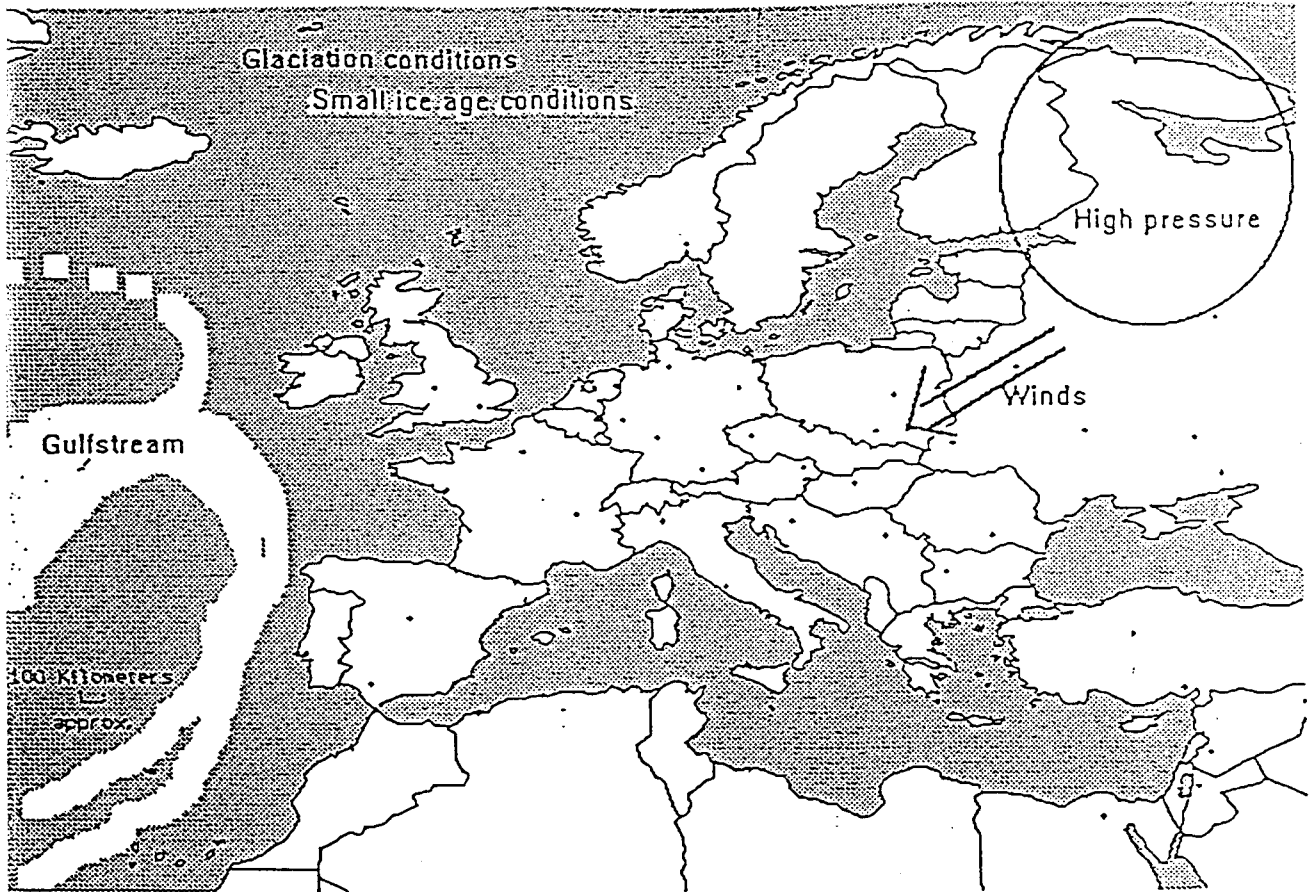 Glaciation conditions
Small ice age conditions
High pressure
Winds
Gulfstream
100 Kilometers
approx.